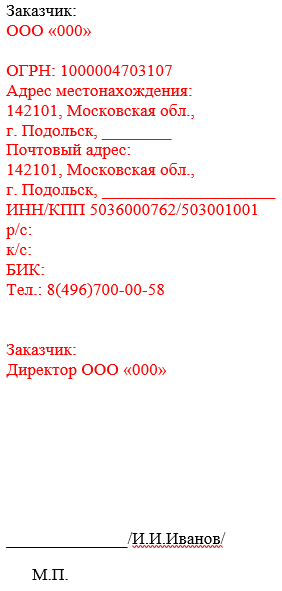 Заказчик:
ООО «000»
ОГРН: 1000004703107
Адрес местонахождения:
142101, Московская обл.,
г. Подольск, ________
Почтовый адрес:
142101, Московская обл.,
г. Подольск, ____________________
ИНН/КПП 5036000762/503001001
р/с:
к/с:
БИК:
Тел.: 8(496)700-00-58
Заказчик:
Директор ООО «000»
______________/И.И.Иванов/
М.П.